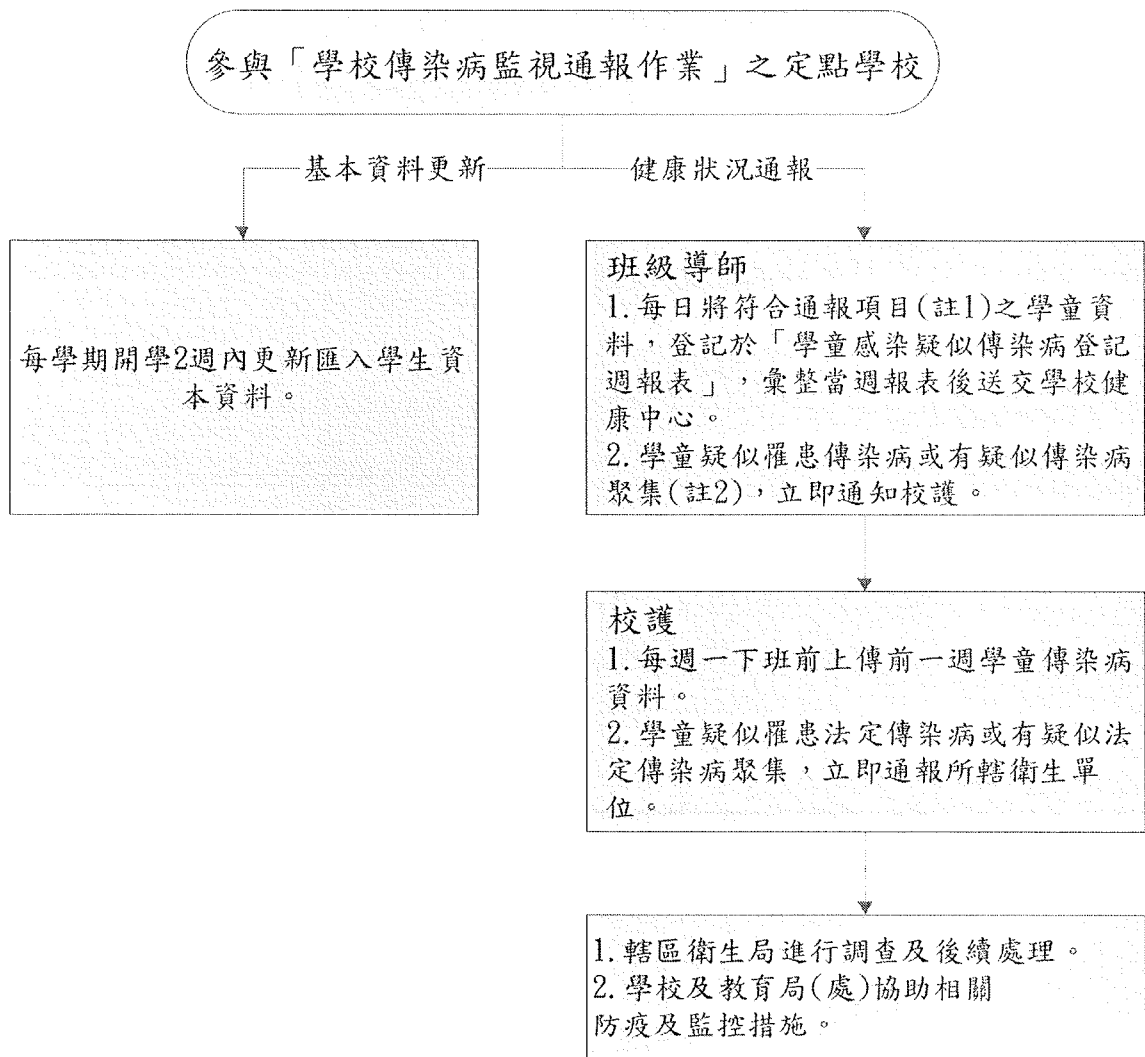 參與「學校傳染病監視通報作業」之定點學校
基本資料更新
健康狀況通報
每學期開學2週內更新匯入學生資
本資料。
班級導師
1.每日將符合通報項目(註1)之學童資
料，登記於「學童感染疑似傳染病登記
週報表」，彙整當週報表後送交學校健
康中心。
2.學童疑似罹患傳染病或有疑似傳染病
聚集(註2)，立即通知校護。
校護
1.每週一下班前上傳前一週學童傳染病
資料。
2.學童疑似罹患法定傳染病或有疑似法
定傳染病聚集，立即通報所轄衛生單
位。
1.轄區衛生局進行調查及後續處理。
2.學校及教育局(處)協助相關
防疫及監控措施。